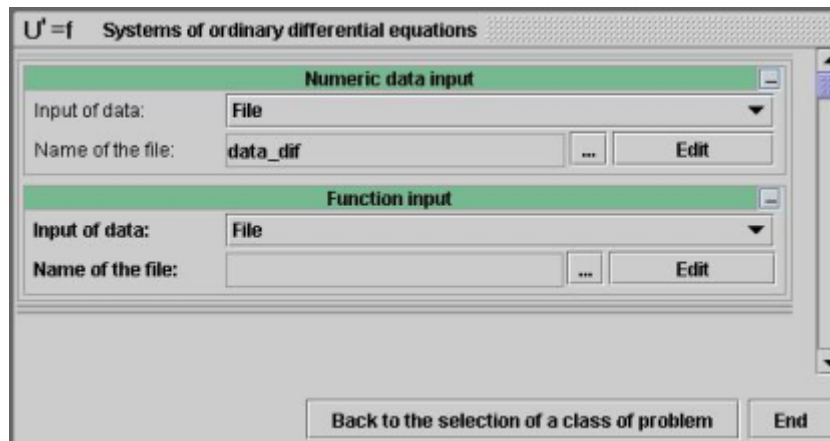 U'=f Systems of ordinary differential equations
Numeric data input
Input of data: File
Name of the file: data_dif ... Edit
Function input
Input of data: File
Name of the file: ... Edit
Back to the selection of a class of problem End